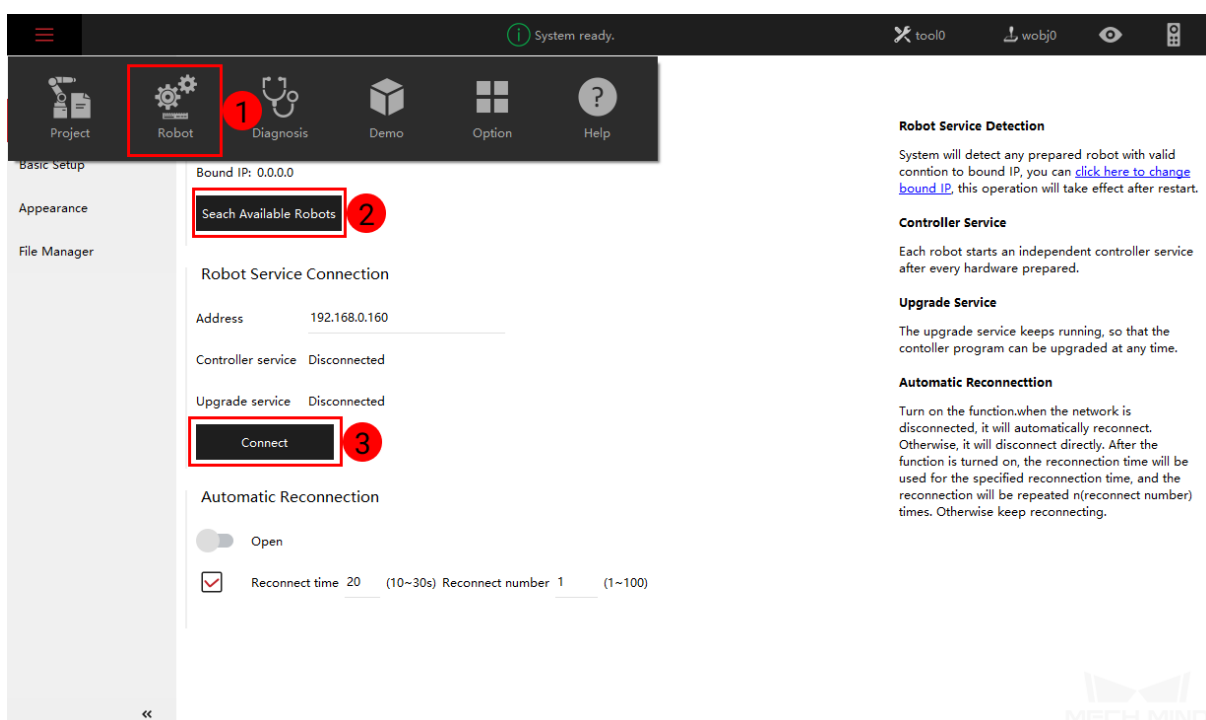 System ready.
tool0
wobj0
Project
Robot
1
Diagnosis
Demo
Option
?
Help
Basic Setup
Appearance
File Manager
Bound IP: 0.0.0.0
Seach Available Robots
2
Robot Service Connection
Address 192.168.0.160
Controller service Disconnected
Upgrade service Disconnected
Connect
3
Automatic Reconnection
Open
Reconnect time 20 (10~30s) Reconnect number 1 (1~100)
«
Robot Service Detection
System will detect any prepared robot with valid
conntion to bound IP, you can click here to change
bound IP, this operation will take effect after restart.
Controller Service
Each robot starts an independent controller service
after every hardware prepared.
Upgrade Service
The upgrade service keeps running, so that the
contoller program can be upgraded at any time.
Automatic Reconnecttion
Turn on the function.when the network is
disconnected, it will automatically reconnect.
Otherwise, it will disconnect directly. After the
function is turned on, the reconnection time will be
used for the specified reconnection time, and the
reconnection will be repeated n(reconnect number)
times. Otherwise keep reconnecting.
MECH MIND